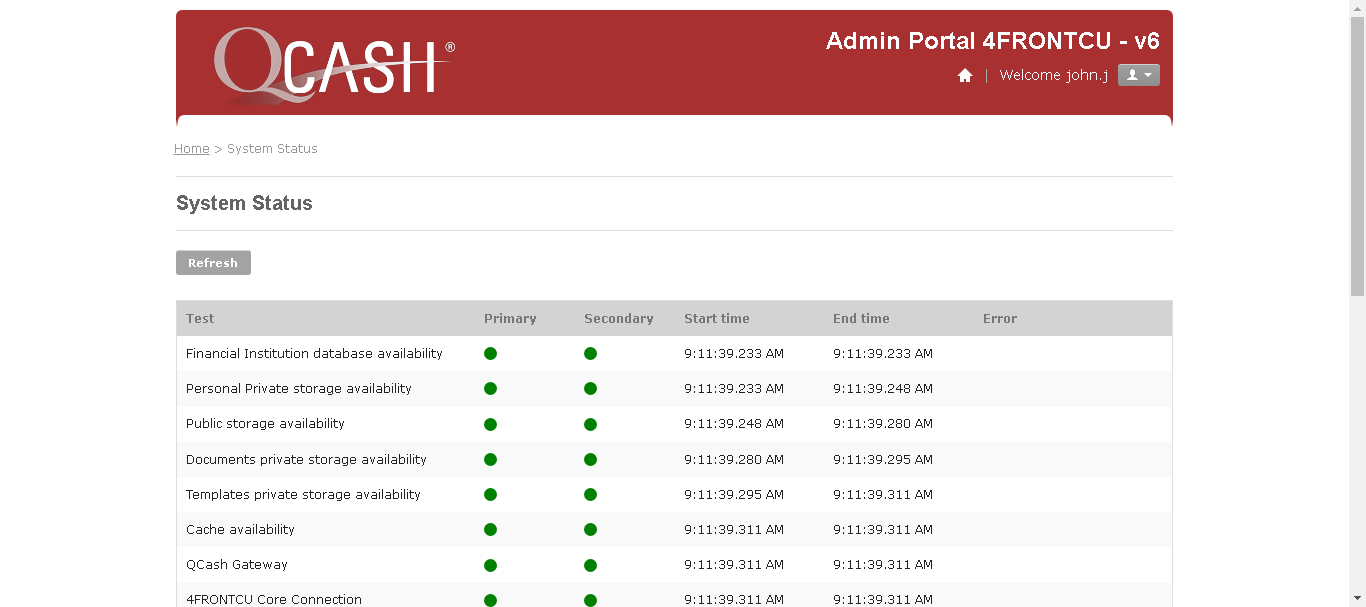 QCASH®
Admin Portal 4FRONTCU - v6
| Welcome john.j
Home > System Status
System Status
Refresh
Test Primary Secondary Start time End time Error
Financial Institution database availability 9:11:39.233 AM 9:11:39.233 AM
Personal Private storage availability 9:11:39.233 AM 9:11:39.248 AM
Public storage availability 9:11:39.248 AM 9:11:39.280 AM
Documents private storage availability 9:11:39.280 AM 9:11:39.295 AM
Templates private storage availability 9:11:39.295 AM 9:11:39.311 AM
Cache availability 9:11:39.311 AM 9:11:39.311 AM
QCash Gateway 9:11:39.311 AM 9:11:39.311 AM
4FRONTCU Core Connection 9:11:39.311 AM 9:11:39.311 AM